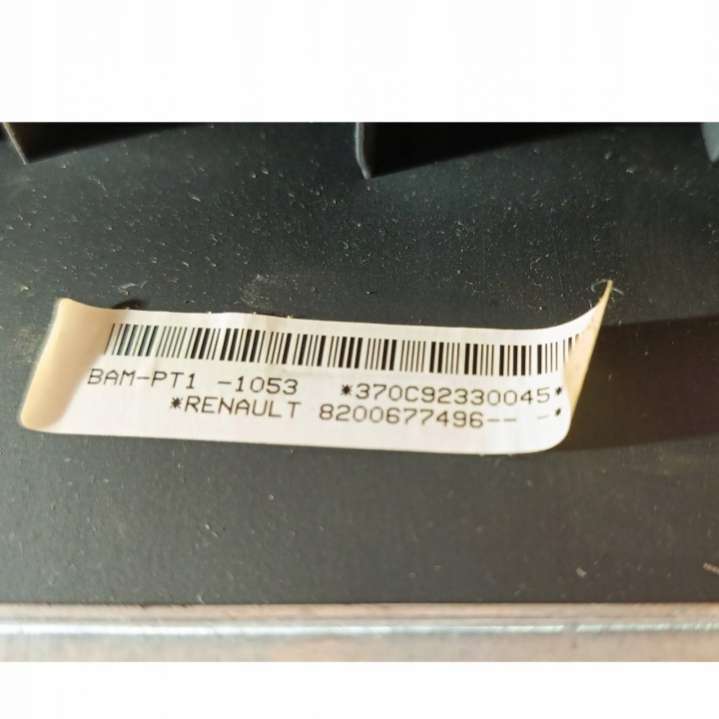 BAM-PT1 -1053 *370C92330045*
*RENAULT 8200677496-- -*